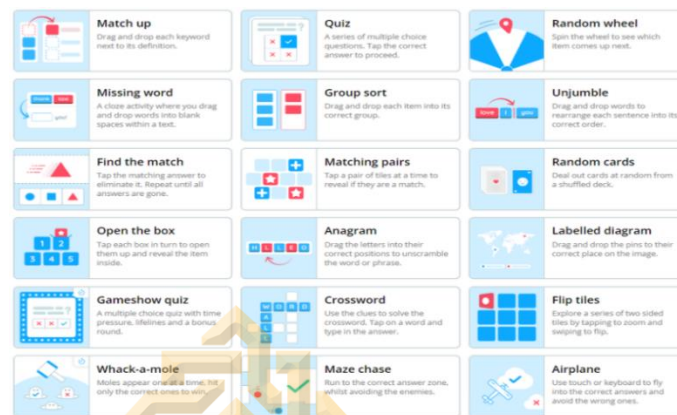 Match up
Drag and drop each keyword
next to its definition.
Quiz
A series of multiple choice
questions. Tap the correct
answer to proceed.
Random wheel
Spin the wheel to see which
item comes up next.
Missing word
A cloze activity where you drag
and drop words into blank
spaces within a text.
Group sort
Drag and drop each item into its
correct group.
Unjumble
Drag and drop words to
rearrange each sentence into its
correct order.
Find the match
Tap the matching answer to
eliminate it. Repeat until all
answers are gone.
Matching pairs
Tap a pair of tiles at a time to
reveal if they are a match.
Random cards
Deal out cards at random from
a shuffled deck.
Open the box
Tap each box in turn to open
them up and reveal the item
inside.
1 2
3 4 5
Anagram
Drag the letters into their
correct positions to unscramble
the word or phrase.
Labelled diagram
Drag and drop the pins to their
correct place on the image.
Gameshow quiz
A multiple choice quiz with time
pressure, lifelines and a bonus
round.
Crossword
Use the clues to solve the
crossword. Tap on a word and
type in the answer.
Flip tiles
Explore a series of two sided
tiles by tapping to zoom and
swiping to flip.
Whack-a-mole
Moles appear one at a time, hit
only the correct ones to win.
Maze chase
Run to the correct answer zone,
whilst avoiding the enemies.
Airplane
Use touch or keyboard to fly
into the correct answers and
avoid the wrong ones.